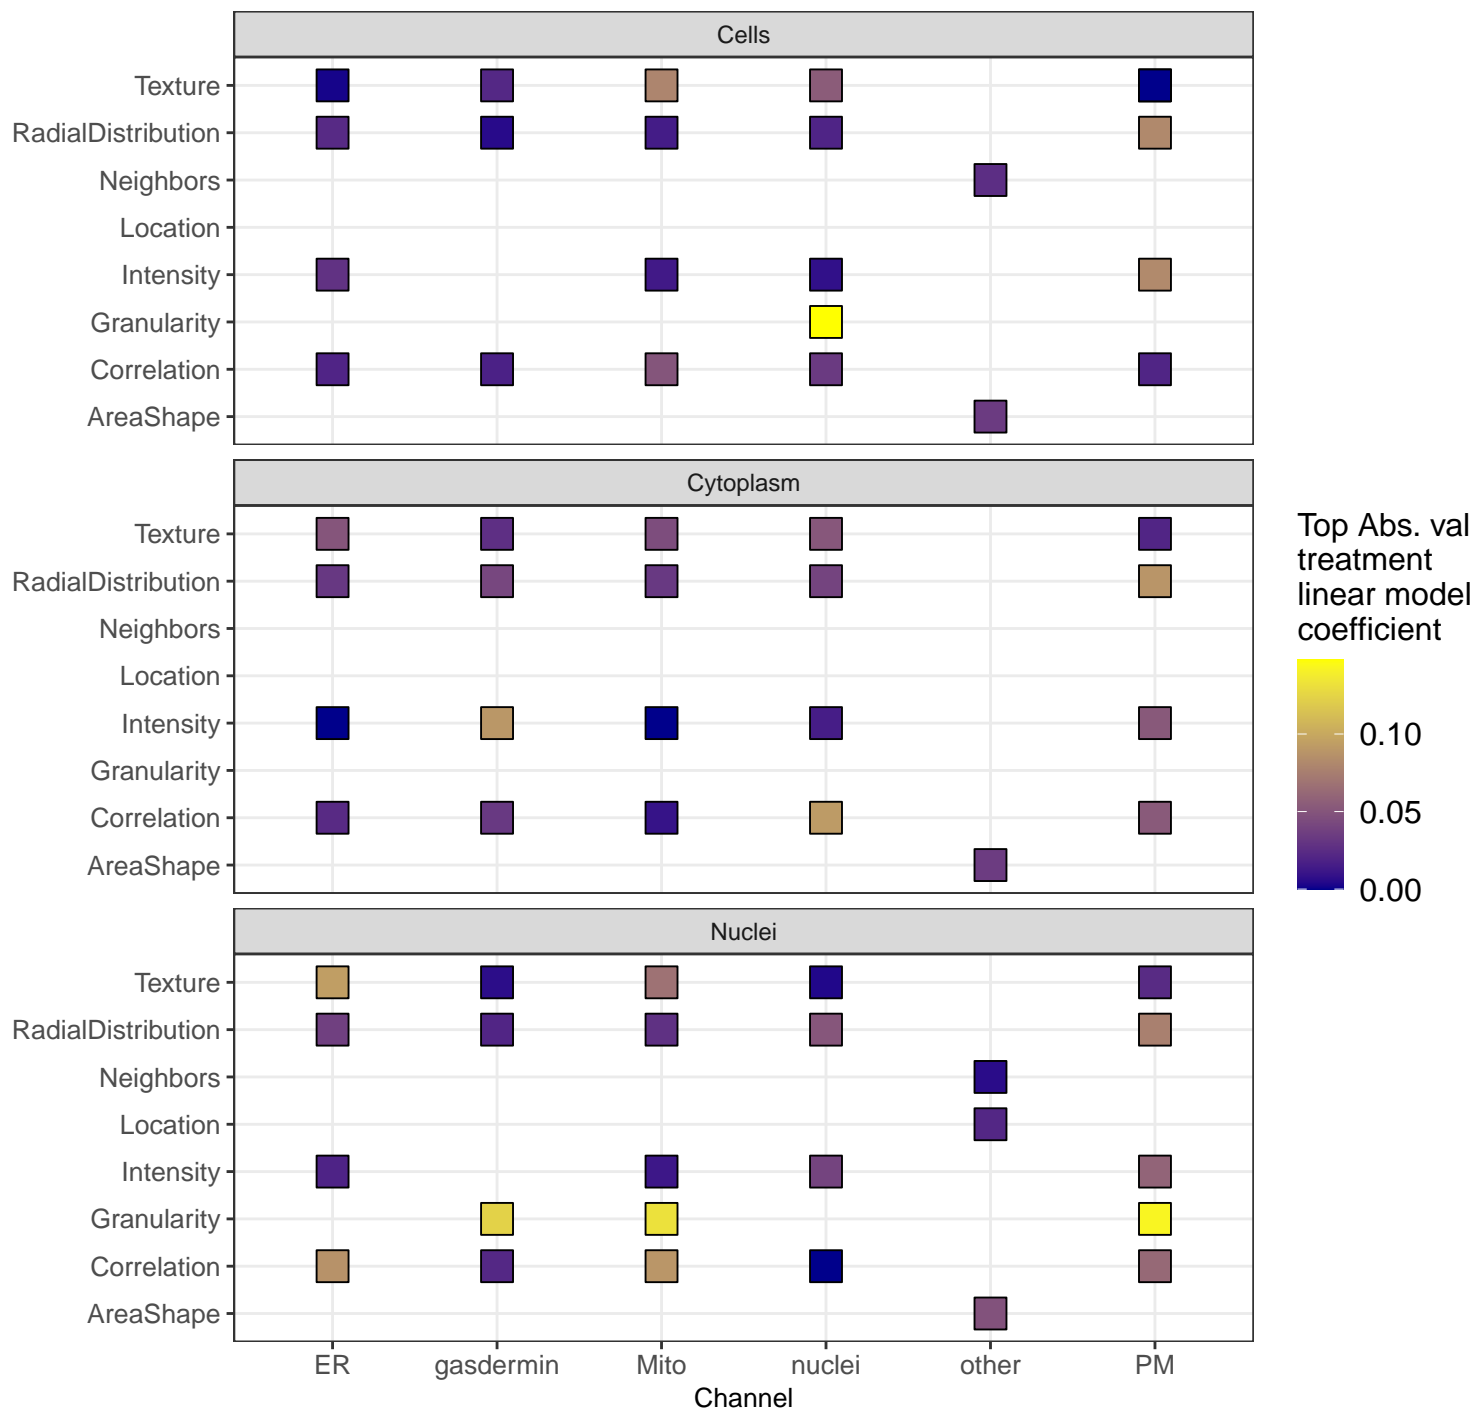 Cells
Texture
RadialDistribution
Neighbors
Location
Intensity
Granularity
Correlation
AreaShape
Cytoplasm
Texture
RadialDistribution
Neighbors
Location
Intensity
Granularity
Correlation
AreaShape
Nuclei
Texture
RadialDistribution
Neighbors
Location
Intensity
Granularity
Correlation
AreaShape
ER gasdermin Mito nuclei other PM
Channel
Top Abs. val
treatment
linear model
coefficient
0.10
0.05
0.00